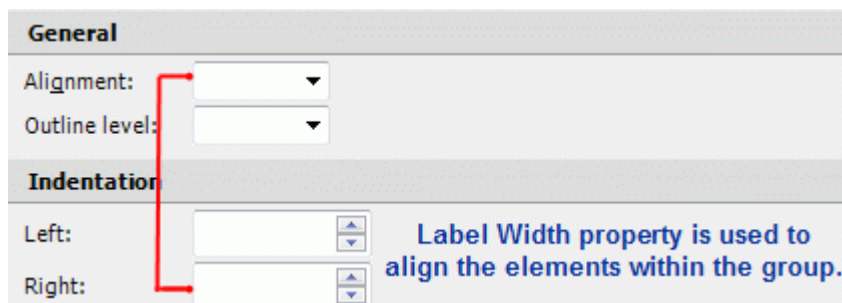 General
Alignment:
Outline level:
Indentation
Left:
Label Width property is used to
align the elements within the group.
Right: